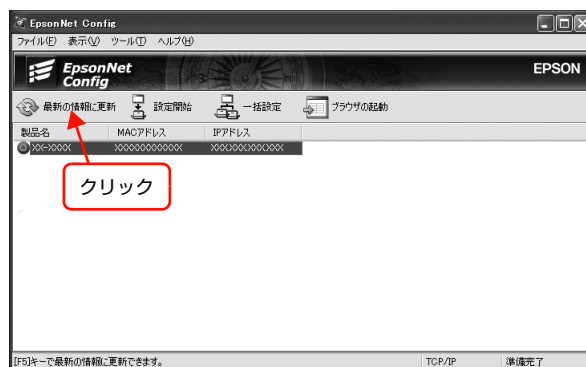 EpsonNet Config
ファイル(F) 表示(V) ツール(T) ヘルプ(H)
EpsonNet
Config
EPSON
最新の情報に更新 設定開始 一括設定 ブラウザの起動
製品名 MACアドレス IPアドレス
XX-XXXX XXXXXXXXXXXX XXX.XXX.XXX.XXX
クリック
[F5]キーで最新の情報に更新できます。 TCP/IP 準備完了